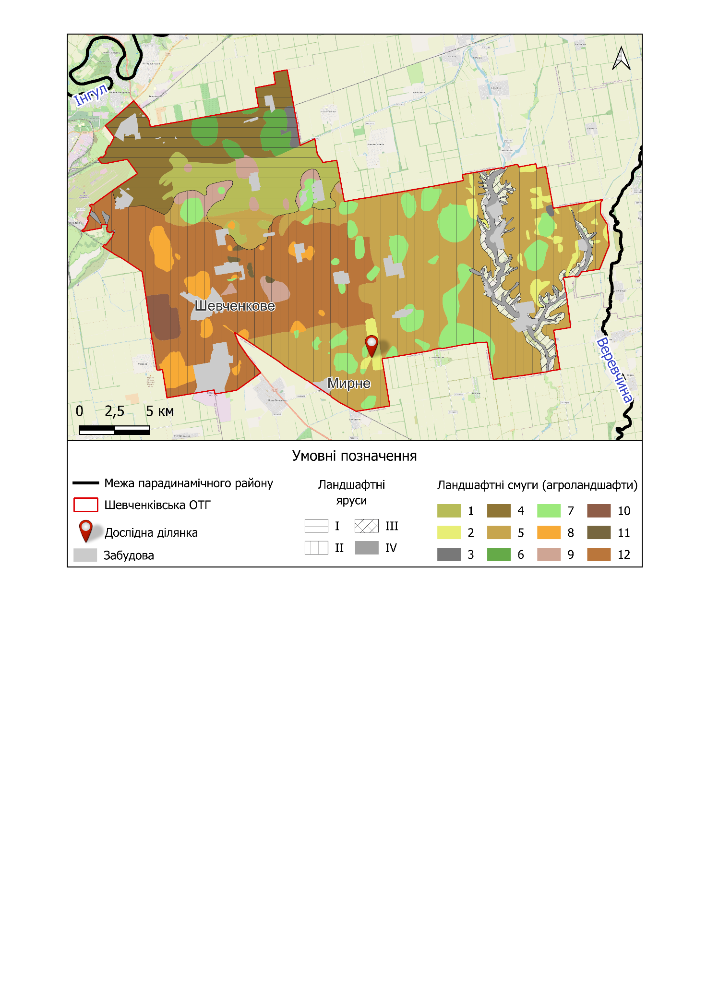 Інгул
Шевченкове
Мирне
Веревчина
0 2,5 5 км
Умовні позначення
Межа парадинамічного району
Шевченківська ОТГ
Дослідна ділянка
Забудова
Ландшафтні
яруси
I III
II IV
Ландшафтні смуги (агроландшафти)
1 4 7 10
2 5 8 11
3 6 9 12